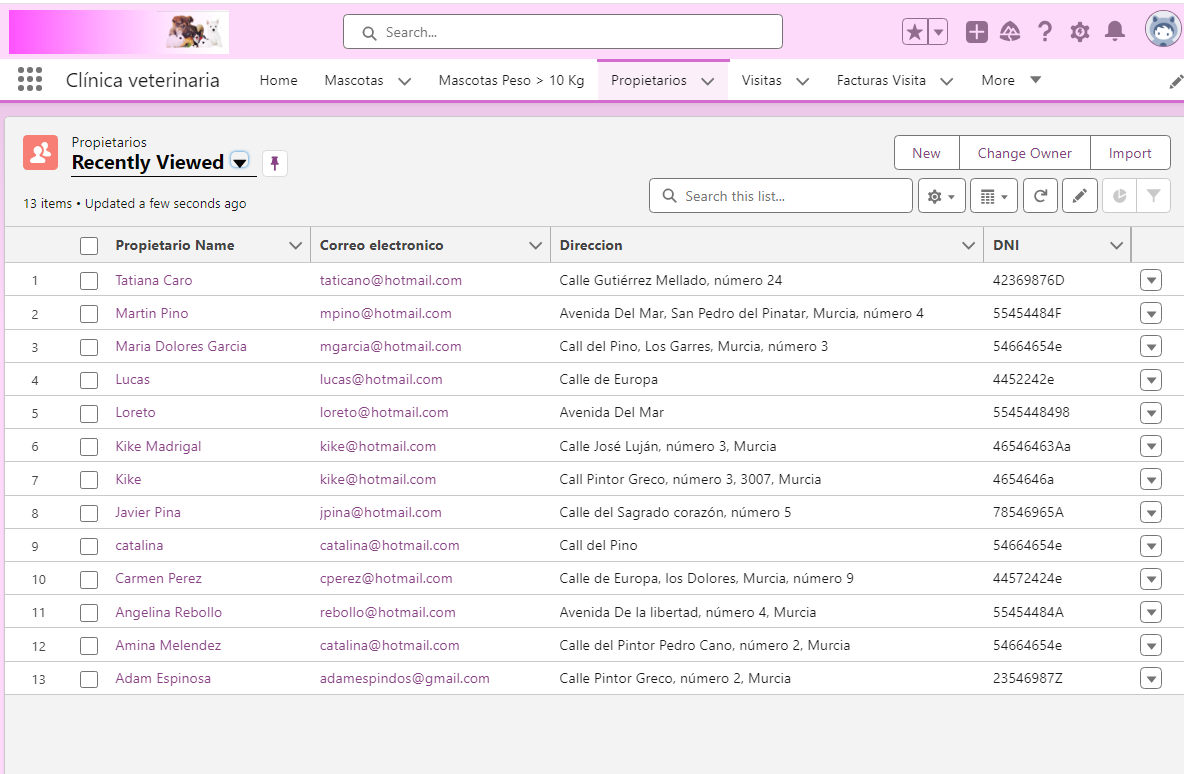 Search...
Clínica veterinaria Home Mascotas Mascotas Peso > 10 Kg Propietarios Visitas Facturas Visita More
Propietarios
Recently Viewed
New Change Owner Import
13 items • Updated a few seconds ago
Search this list...
Propietario Name Correo electronico Direccion DNI
1 Tatiana Caro taticano@hotmail.com Calle Gutiérrez Mellado, número 24 42369876D
2 Martin Pino mpino@hotmail.com Avenida Del Mar, San Pedro del Pinatar, Murcia, número 4 55454484F
3 Maria Dolores Garcia mgarcia@hotmail.com Call del Pino, Los Garres, Murcia, número 3 54664654e
4 Lucas lucas@hotmail.com Calle de Europa 4452242e
5 Loreto loreto@hotmail.com Avenida Del Mar 5545448498
6 Kike Madrigal kike@hotmail.com Calle José Luján, número 3, Murcia 46546463Aa
7 Kike kike@hotmail.com Call Pintor Greco, número 3, 3007, Murcia 4654646a
8 Javier Pina jpina@hotmail.com Calle del Sagrado corazón, número 5 78546965A
9 catalina catalina@hotmail.com Call del Pino 54664654e
10 Carmen Perez cperez@hotmail.com Calle de Europa, los Dolores, Murcia, número 9 44572424e
11 Angelina Rebollo rebollo@hotmail.com Avenida De la libertad, número 4, Murcia 55454484A
12 Amina Melendez catalina@hotmail.com Calle del Pintor Pedro Cano, número 2, Murcia 54664654e
13 Adam Espinosa adamespindos@gmail.com Calle Pintor Greco, número 2, Murcia 23546987Z